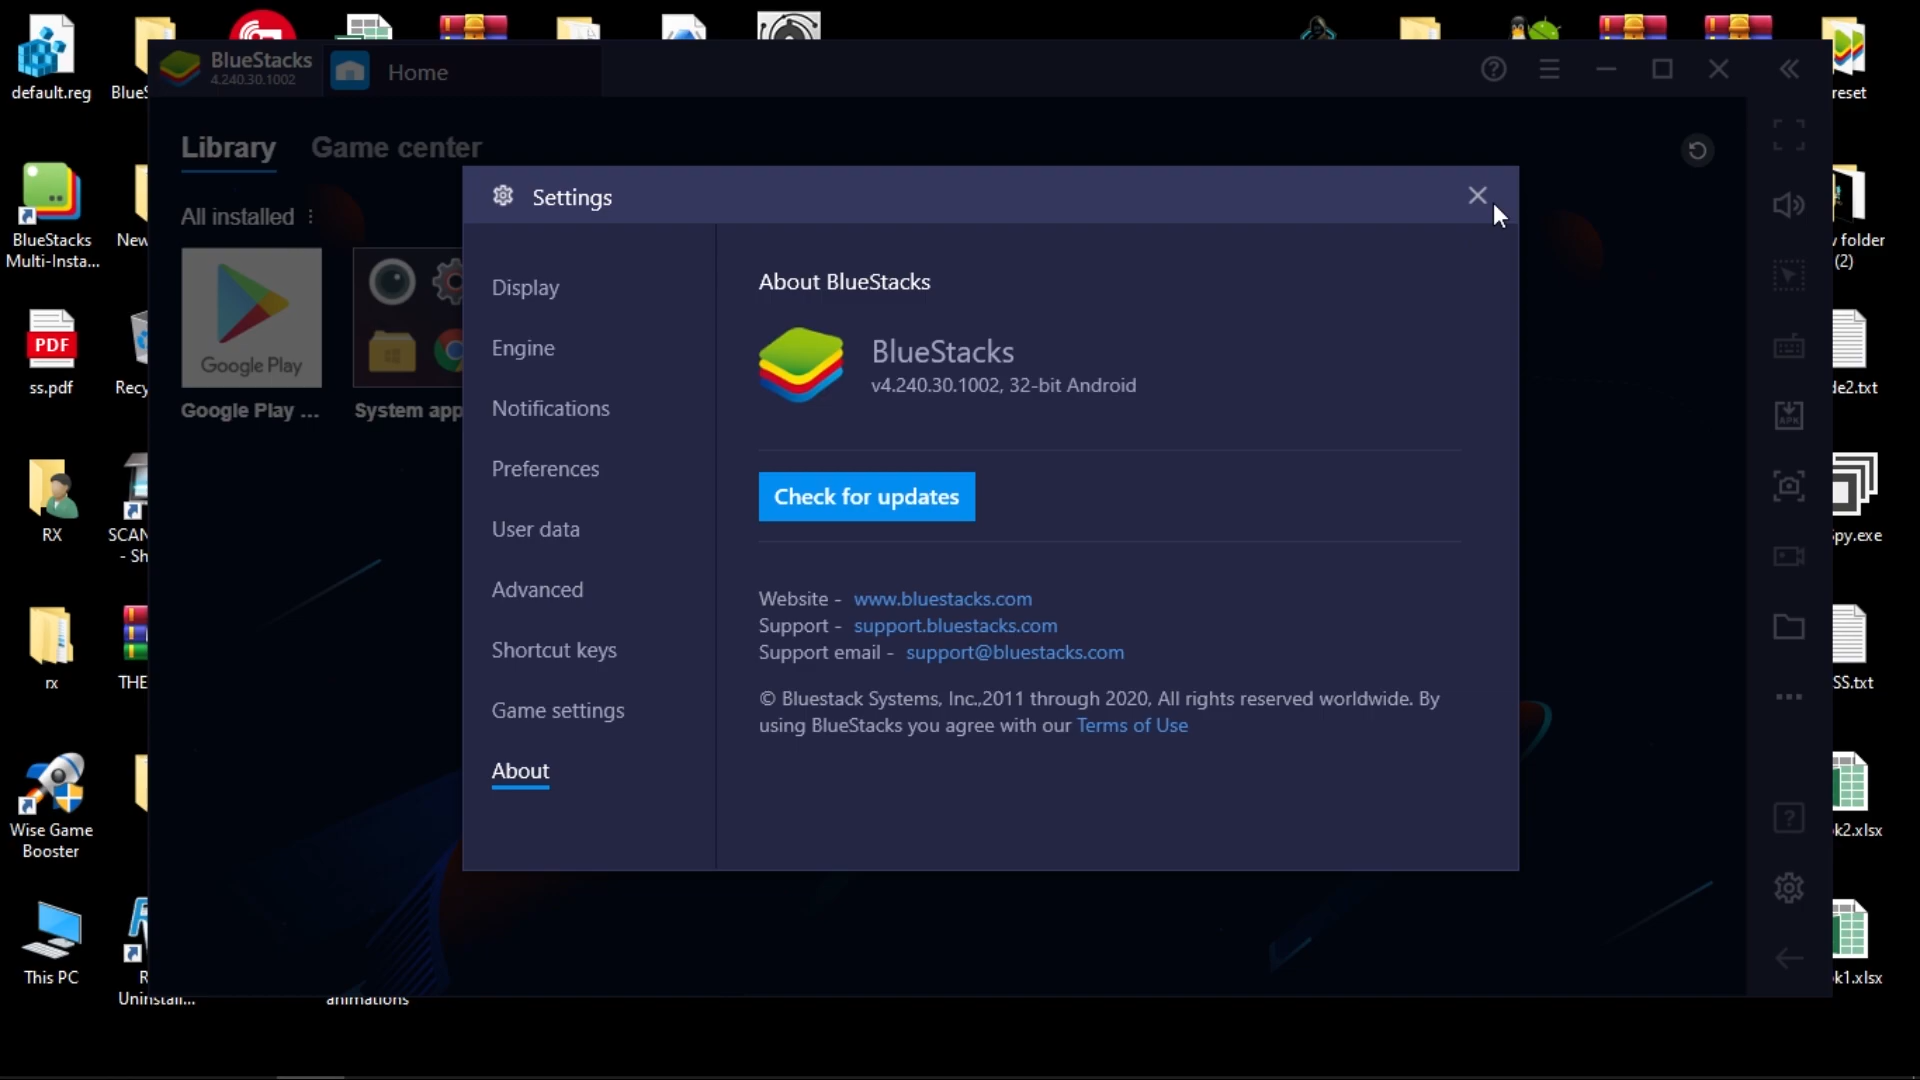 default.reg
BlueS
BlueStacks
4.240.30.1002
Home
reset
Library
Game center
All installed
Google Play
Google Play ...
System app
BlueStacks
Multi-Insta...
New
folder
(2)
PDF
ss.pdf
Recy
de2.txt
RX
SCAN
- Sh
py.exe
rx
THE
SS.txt
Wise Game
Booster
k2.xlsx
This PC
R
Uninstall...
animations
k1.xlsx
Settings
Display
Engine
Notifications
Preferences
User data
Advanced
Shortcut keys
Game settings
About
About BlueStacks
BlueStacks
v4.240.30.1002, 32-bit Android
Check for updates
Website - www.bluestacks.com
Support - support.bluestacks.com
Support email - support@bluestacks.com
© Bluestack Systems, Inc.,2011 through 2020, All rights reserved worldwide. By
using BlueStacks you agree with our Terms of Use
APK